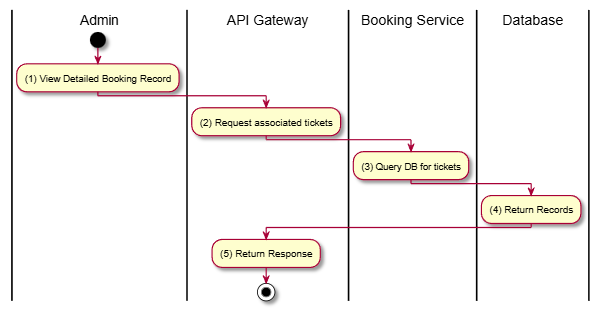 Admin
API Gateway
Booking Service
Database
(1) View Detailed Booking Record
(2) Request associated tickets
(3) Query DB for tickets
(4) Return Records
(5) Return Response